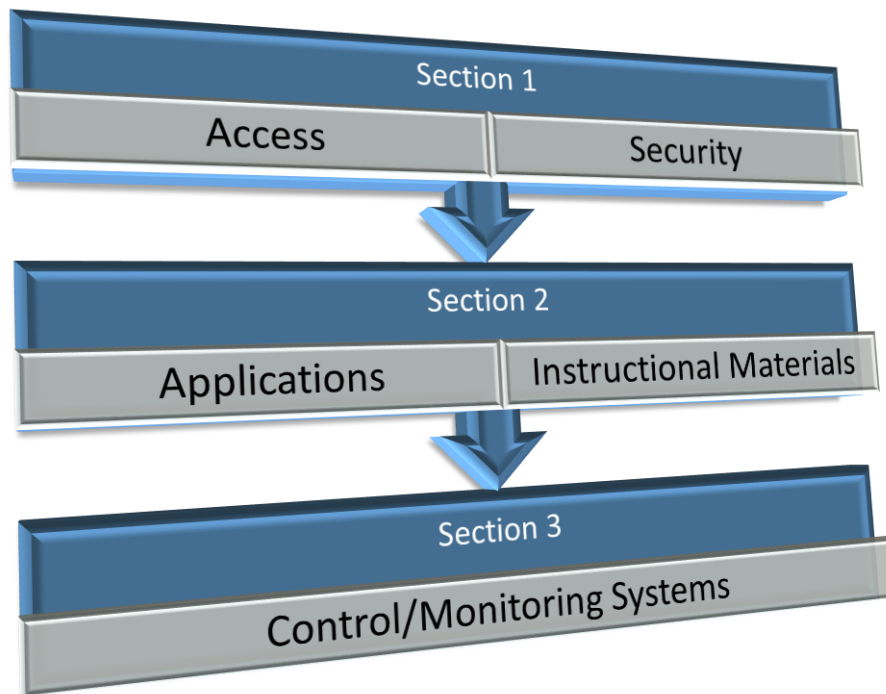 Section 1
Access
Security
Section 2
Applications
Instructional Materials
Section 3
Control/Monitoring Systems